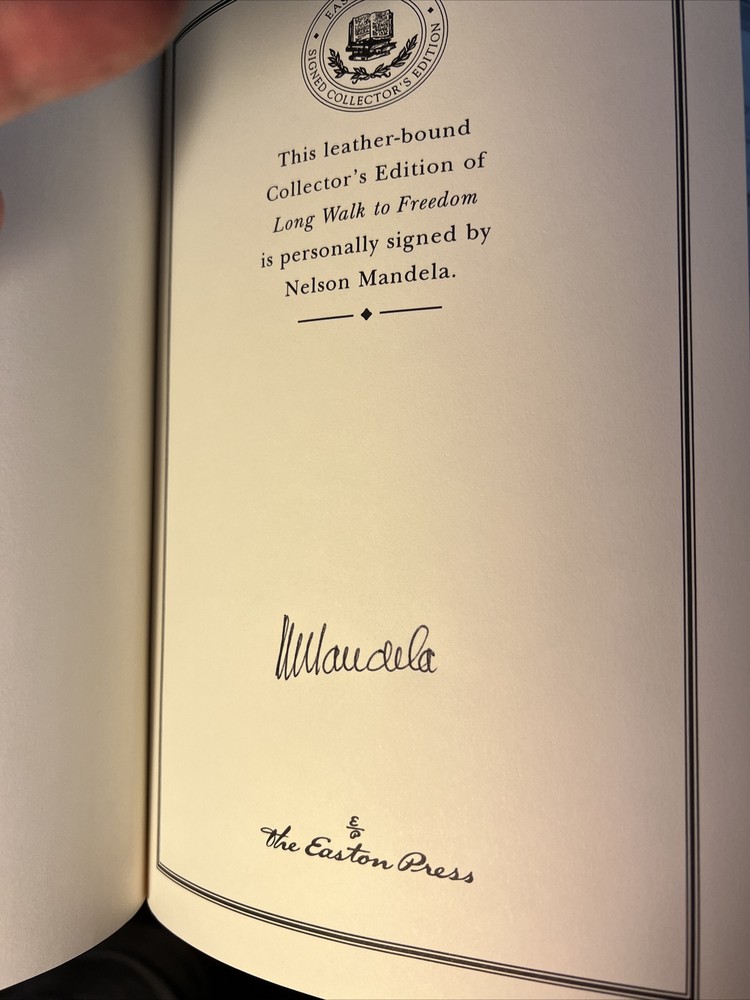 EAS
SIGNED COLLECTOR'S EDITION
This leather-bound
Collector's Edition of
Long Walk to Freedom
is personally signed by
Nelson Mandela.
NMandela
E
P
The Easton Press